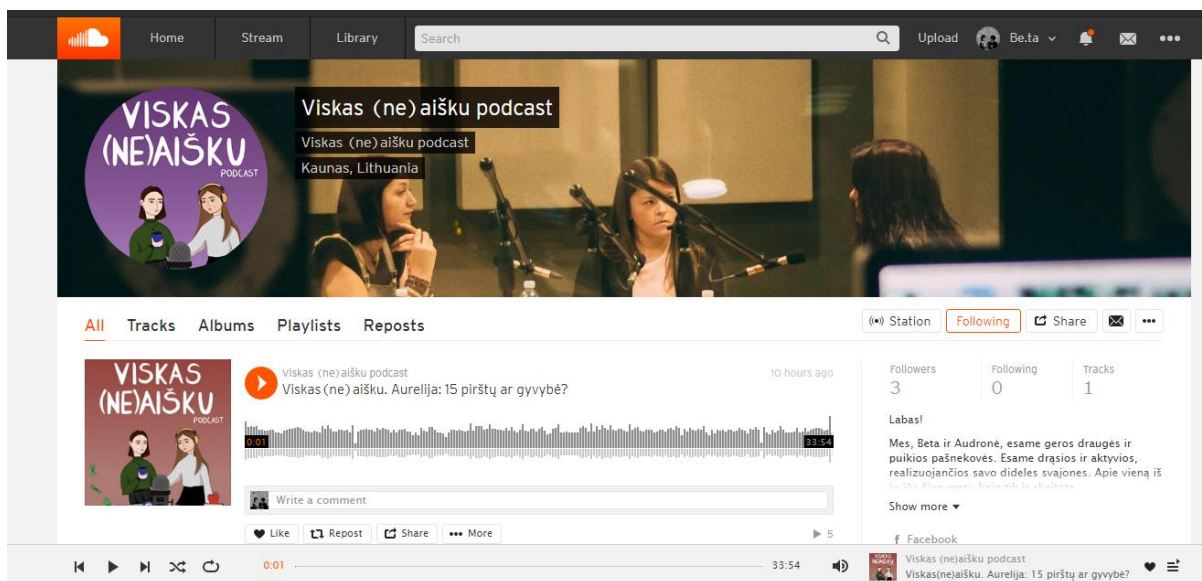 Home
Stream
Library
Search
Upload
Be.ta
VISKAS
(NE)AIŠKU
PODCAST
Viskas (ne)aišku podcast
Viskas (ne)aišku podcast
Kaunas, Lithuania
All
Tracks
Albums
Playlists
Reposts
Station
Following
Share
VISKAS
(NE)AIŠKU
PODCAST
Viskas (ne)aišku podcast
10 hours ago
Viskas(ne)aišku. Aurelija: 15 pirštų ar gyvybė?
0:01
33:54
Write a comment
Like
Repost
Share
More
5
Followers
Following
Tracks
3
0
1
Labas!
Mes, Beta ir Audronė, esame geros draugės ir
puikios pašnekovės. Esame drąsios ir aktyvios,
realizuojančios savo dideles svajones. Apie vieną iš
Show more
Facebook
0:01
33:54
Viskas (ne)aišku podcast
Viskas(ne)aišku. Aurelija: 15 pirštų ar gyvybė?